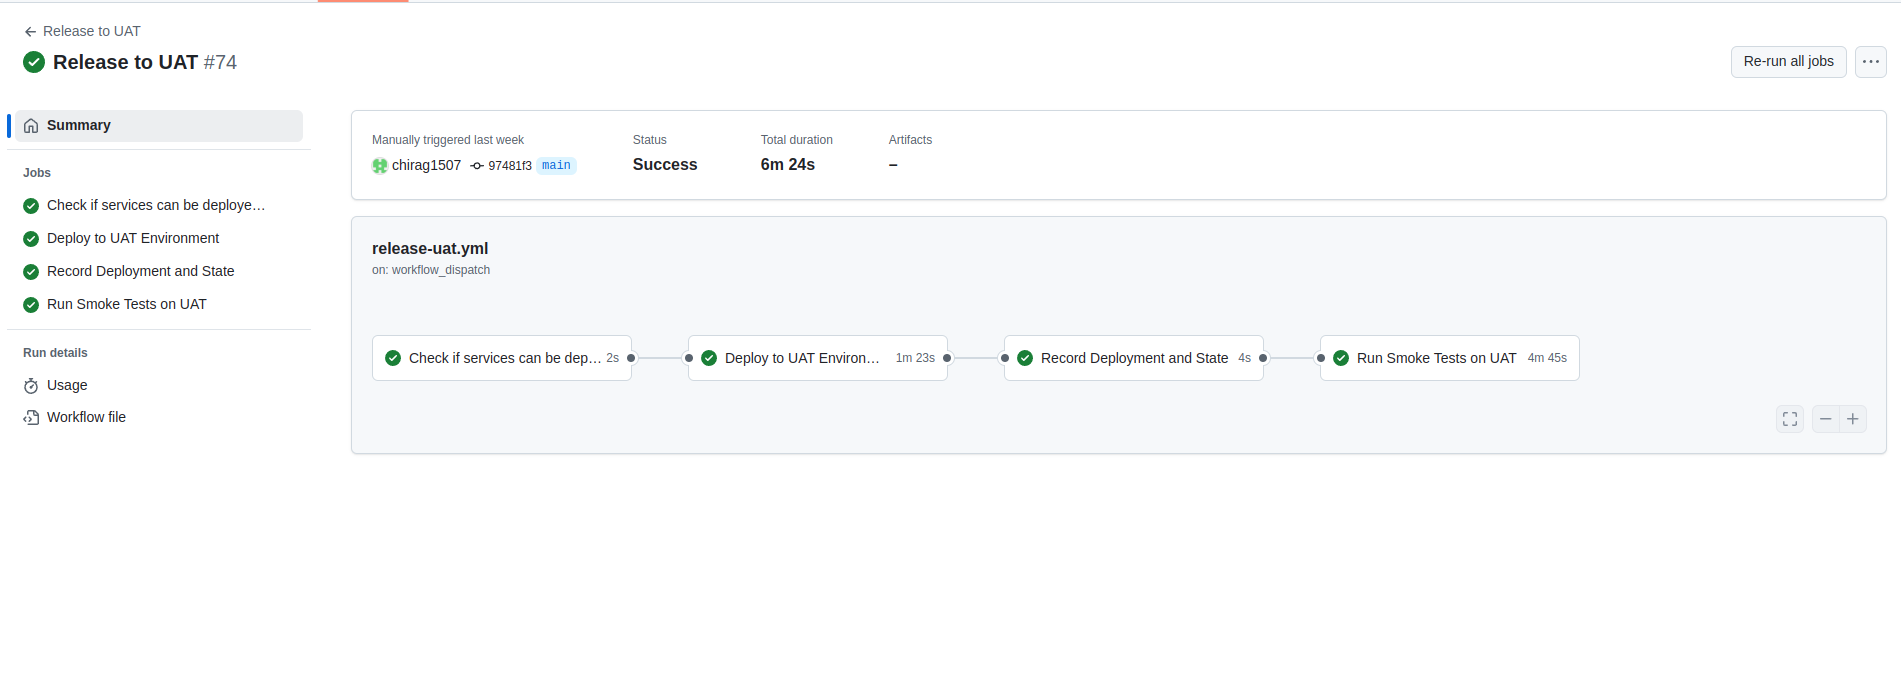 Release to UAT
Release to UAT #74
Re-run all jobs
Summary
Jobs
Check if services can be deploye…
Deploy to UAT Environment
Record Deployment and State
Run Smoke Tests on UAT
Run details
Usage
Workflow file
Manually triggered last week
chirag1507 97481f3 main
Status
Success
Total duration
6m 24s
Artifacts
–
release-uat.yml
on: workflow_dispatch
Check if services can be dep… 2s
Deploy to UAT Environ… 1m 23s
Record Deployment and State 4s
Run Smoke Tests on UAT 4m 45s